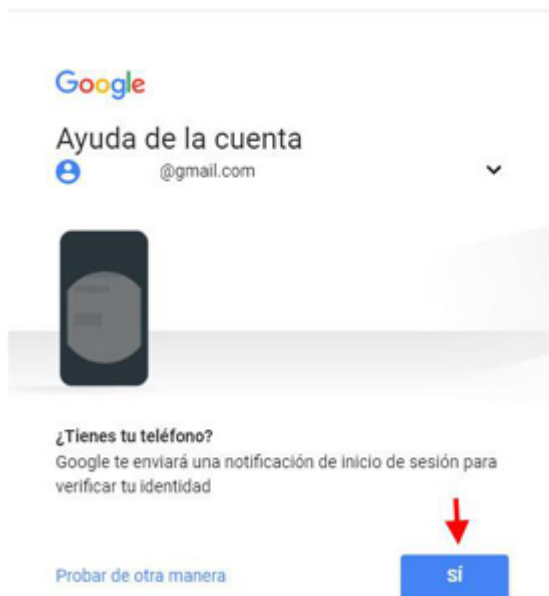 Google
Ayuda de la cuenta
@gmail.com
¿Tienes tu teléfono?
Google te enviará una notificación de inicio de sesión para
verificar tu identidad
Probar de otra manera
SÍ